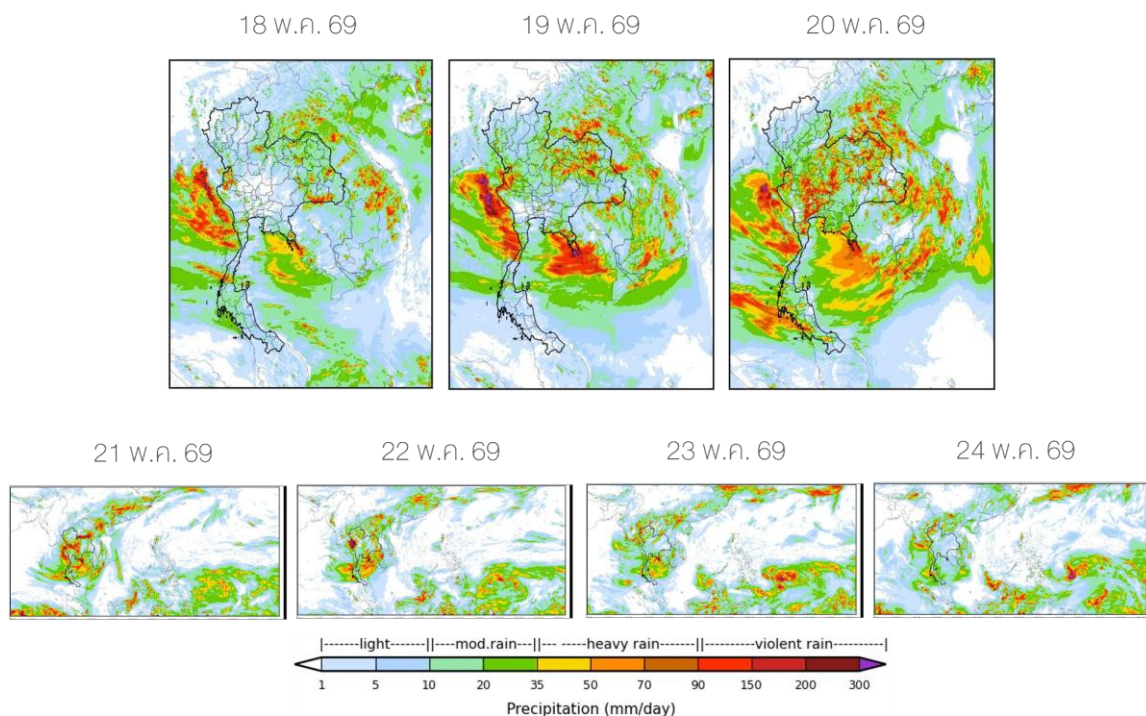 18 พ.ค. 69
19 พ.ค. 69
20 พ.ค. 69
21 พ.ค. 69
22 พ.ค. 69
23 พ.ค. 69
24 พ.ค. 69
|-------light------||---mod.rain---||--- --- heavy rain------||------violent rain----------|
1 5 10 20 35 50 70 90 150 200 300
Precipitation (mm/day)